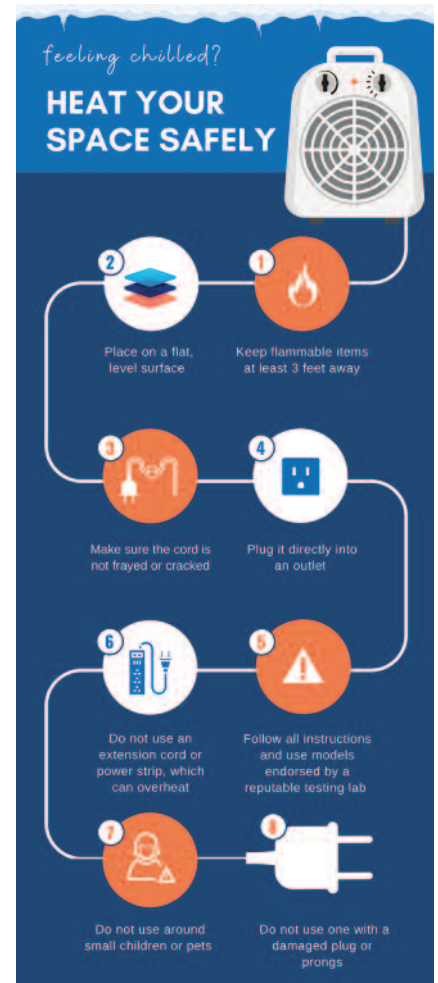 feeling chilled?
HEAT YOUR
SPACE SAFELY
1
Keep flammable items
at least 3 feet away
2
Place on a flat,
level surface
3
Make sure the cord is
not frayed or cracked
4
Plug it directly into
an outlet
5
Follow all instructions
and use models
endorsed by a
reputable testing lab
6
Do not use an
extension cord or
power strip, which
can overheat
7
Do not use around
small children or pets
8
Do not use one with a
damaged plug or
prongs